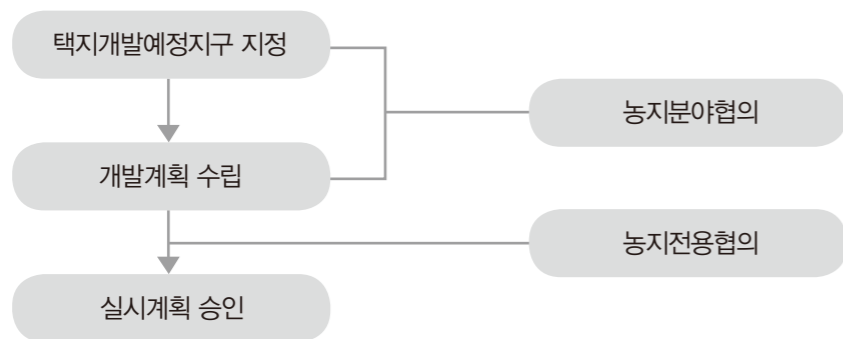 택지개발예정지구 지정
농지분야협의
개발계획 수립
농지전용협의
실시계획 승인